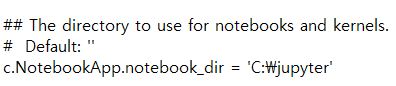 ## The directory to use for notebooks and kernels.
#  Default: ''
c.NotebookApp.notebook_dir = 'C:₩jupyter'